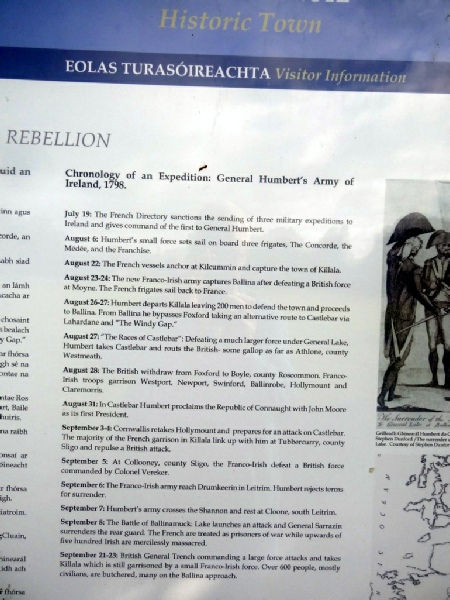 Historic Town
EOLAS TURASÓIREACHTA Visitor Information
REBELLION
Chronology of an Expedition: General Humbert's Army of
Ireland, 1798.
July 19: The French Directory sanctions the sending of three military expeditions to
Ireland and gives command of the first to General Humbert.
August 6: Humbert's small force sets sail on board three frigates, The Concorde, the
Medée, and the Franchise.
August 22: The French vessels anchor at Kilcummin and capture the town of Killala.
August 23-24: The now Franco-Irish army captures Ballina after defeating a British force
at Moyne. The French frigates sail back to France.
August 26-27: Humbert departs Killala leaving 200 men to defend the town and proceeds
to Ballina. From Ballina he bypasses Foxford taking an alternative route to Castlebar via
Lahardane and "The Windy Gap."
August 27: "The Races of Castlebar": Defeating a much larger force under General Lake,
Humbert takes Castlebar and routs the British- some gallop as far as Athlone, county
Westmeath.
August 28: The British withdraw from Foxford to Boyle, county Roscommon. Franco-
Irish troops garrison Westport, Newport, Swinford, Ballinrobe, Hollymount and
Claremorris.
August 31: In Castlebar Humbert proclaims the Republic of Connaught with John Moore
as its first President.
September 3-4: Cornwallis retakes Hollymount and prepares for an attack on Castlebar.
The majority of the French garrison in Killala link up with him at Tubbercurry, county
Sligo and repulse a British attack.
September 5: At Collooney, county Sligo, the Franco-Irish defeat a British force
commanded by Colonel Vereker.
September 6: The Franco-Irish army reach Drumkeerin in Leitrim. Humbert rejects terms
for surrender.
September 7: Humbert's army crosses the Shannon and rest at Cloone, south Leitrim.
September 8: The Battle of Ballinamuck: Lake launches an attack and General Sarrazin
surrenders the rear guard. The French are treated as prisoners of war while upwards of
five hundred Irish are mercilessly massacred.
September 21-23: British General Trench commanding a large force attacks and takes
Killala which is still garrisoned by a small Franco-Irish force. Over 600 people, mostly
civilians, are butchered, many on the Ballina approach.
The Surrender of the